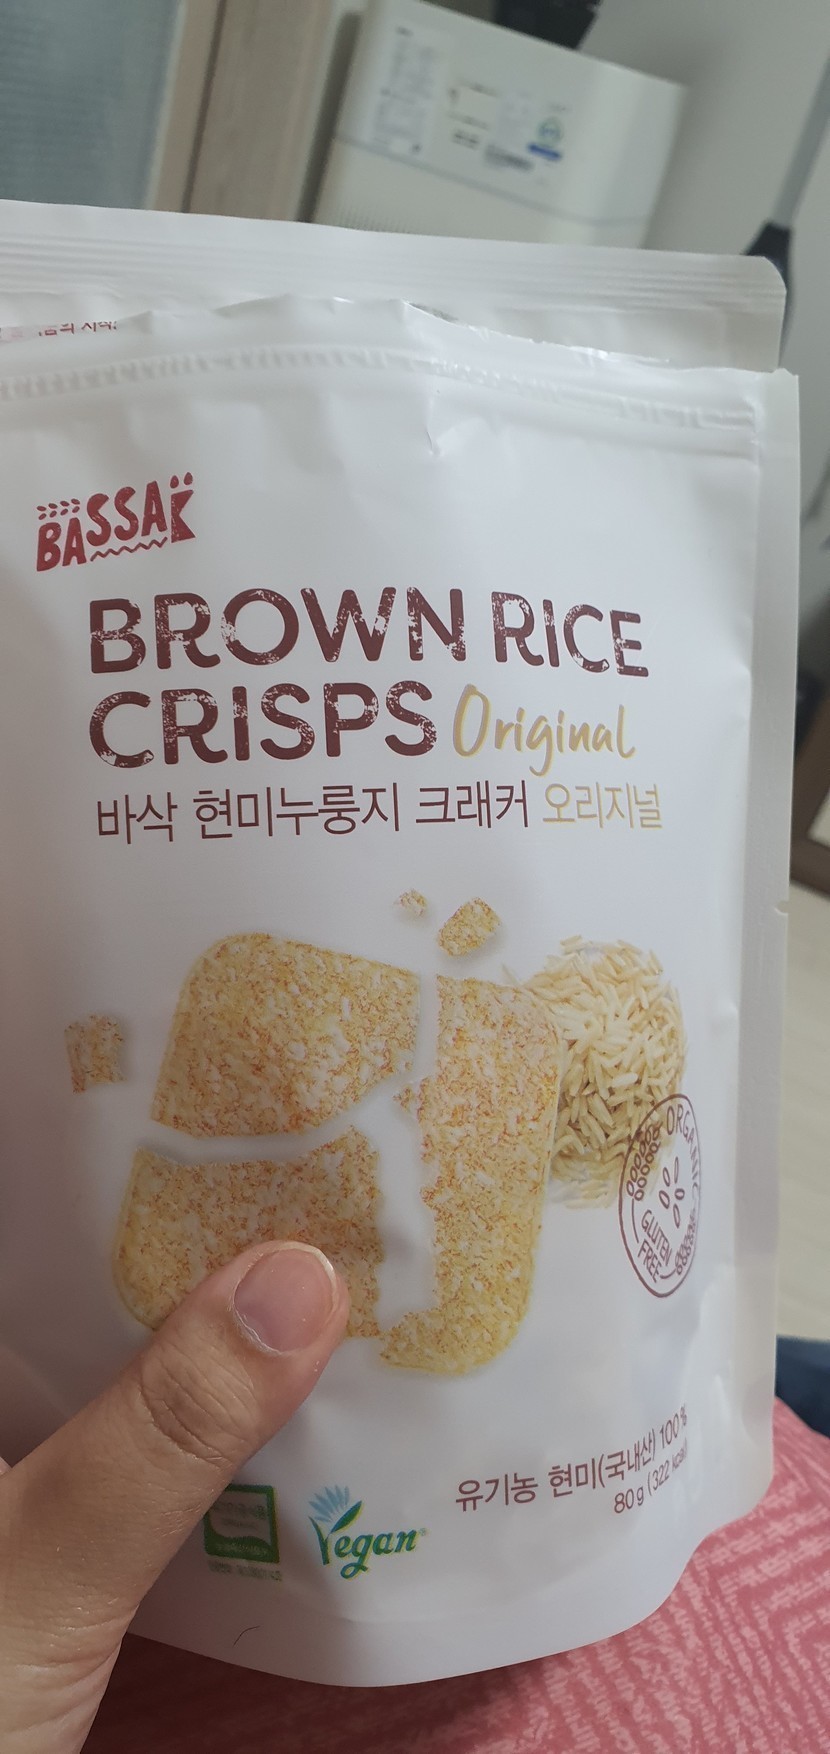 BASSAK
BROWN RICE
CRISPS Original
바삭 현미누룽지 크래커 오리지널
ORGANIC
GLUTEN
FREE
Vegan
유기농 현미(국내산) 100%
80g (322 kcal)